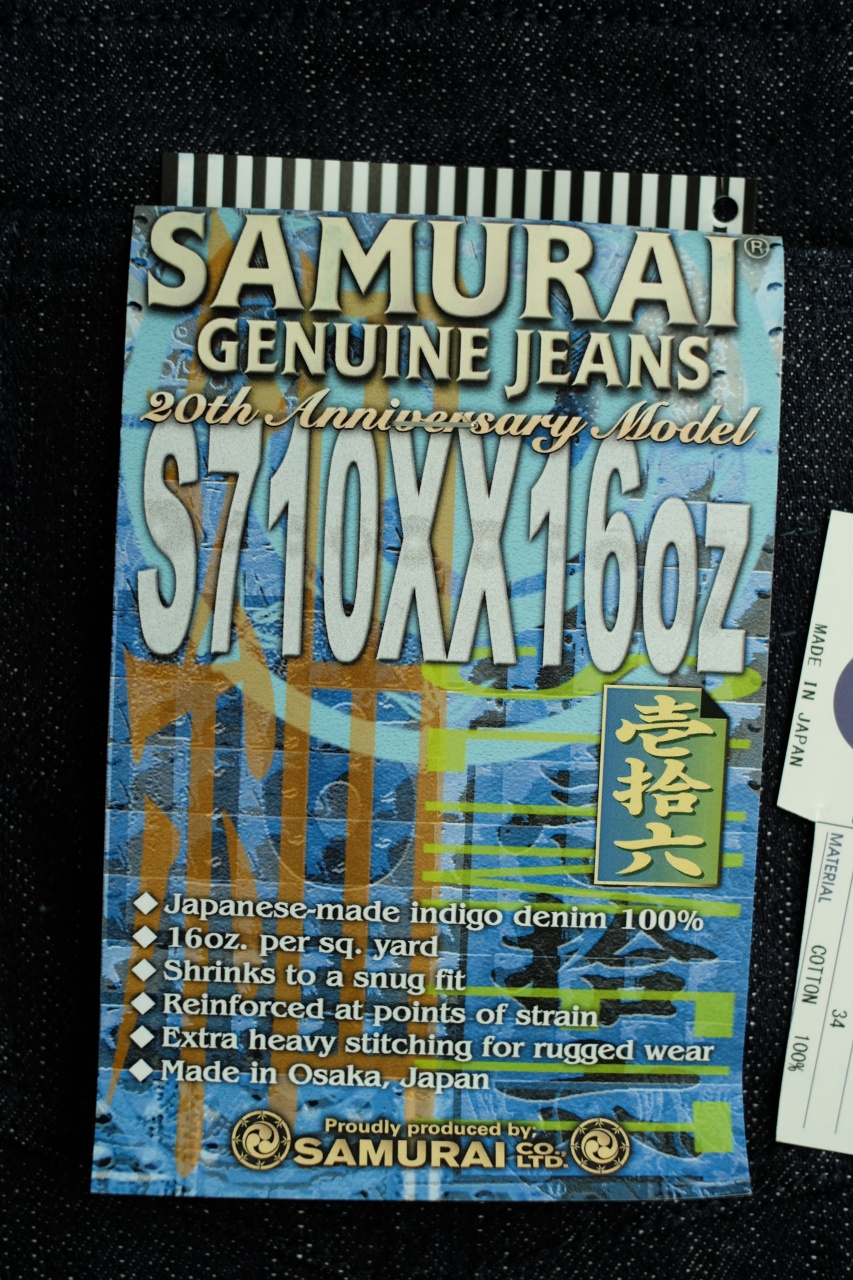 SAMURAI®
GENUINE JEANS
20th Anniversary Model
S710XX16oz
壱拾六
◆Japanese-made indigo denim 100%
◆16oz. per sq. yard
◆Shrinks to a snug fit
◆Reinforced at points of strain
◆Extra heavy stitching for rugged wear
◆Made in Osaka, Japan
Proudly produced by;
SAMURAI CO., LTD.
MADE IN JAPAN
34
MATERIAL COTTON 100%